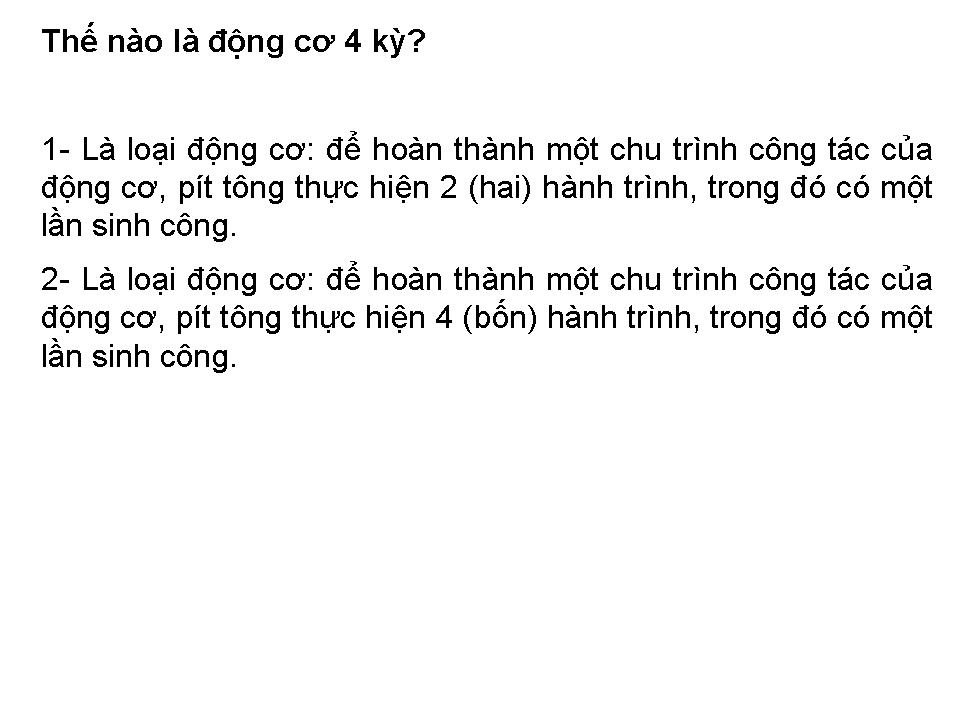 Thế nào là động cơ 4 kỳ?
1- Là loại động cơ: để hoàn thành một chu trình công tác của
động cơ, pít tông thực hiện 2 (hai) hành trình, trong đó có một
lần sinh công.
2- Là loại động cơ: để hoàn thành một chu trình công tác của
động cơ, pít tông thực hiện 4 (bốn) hành trình, trong đó có một
lần sinh công.